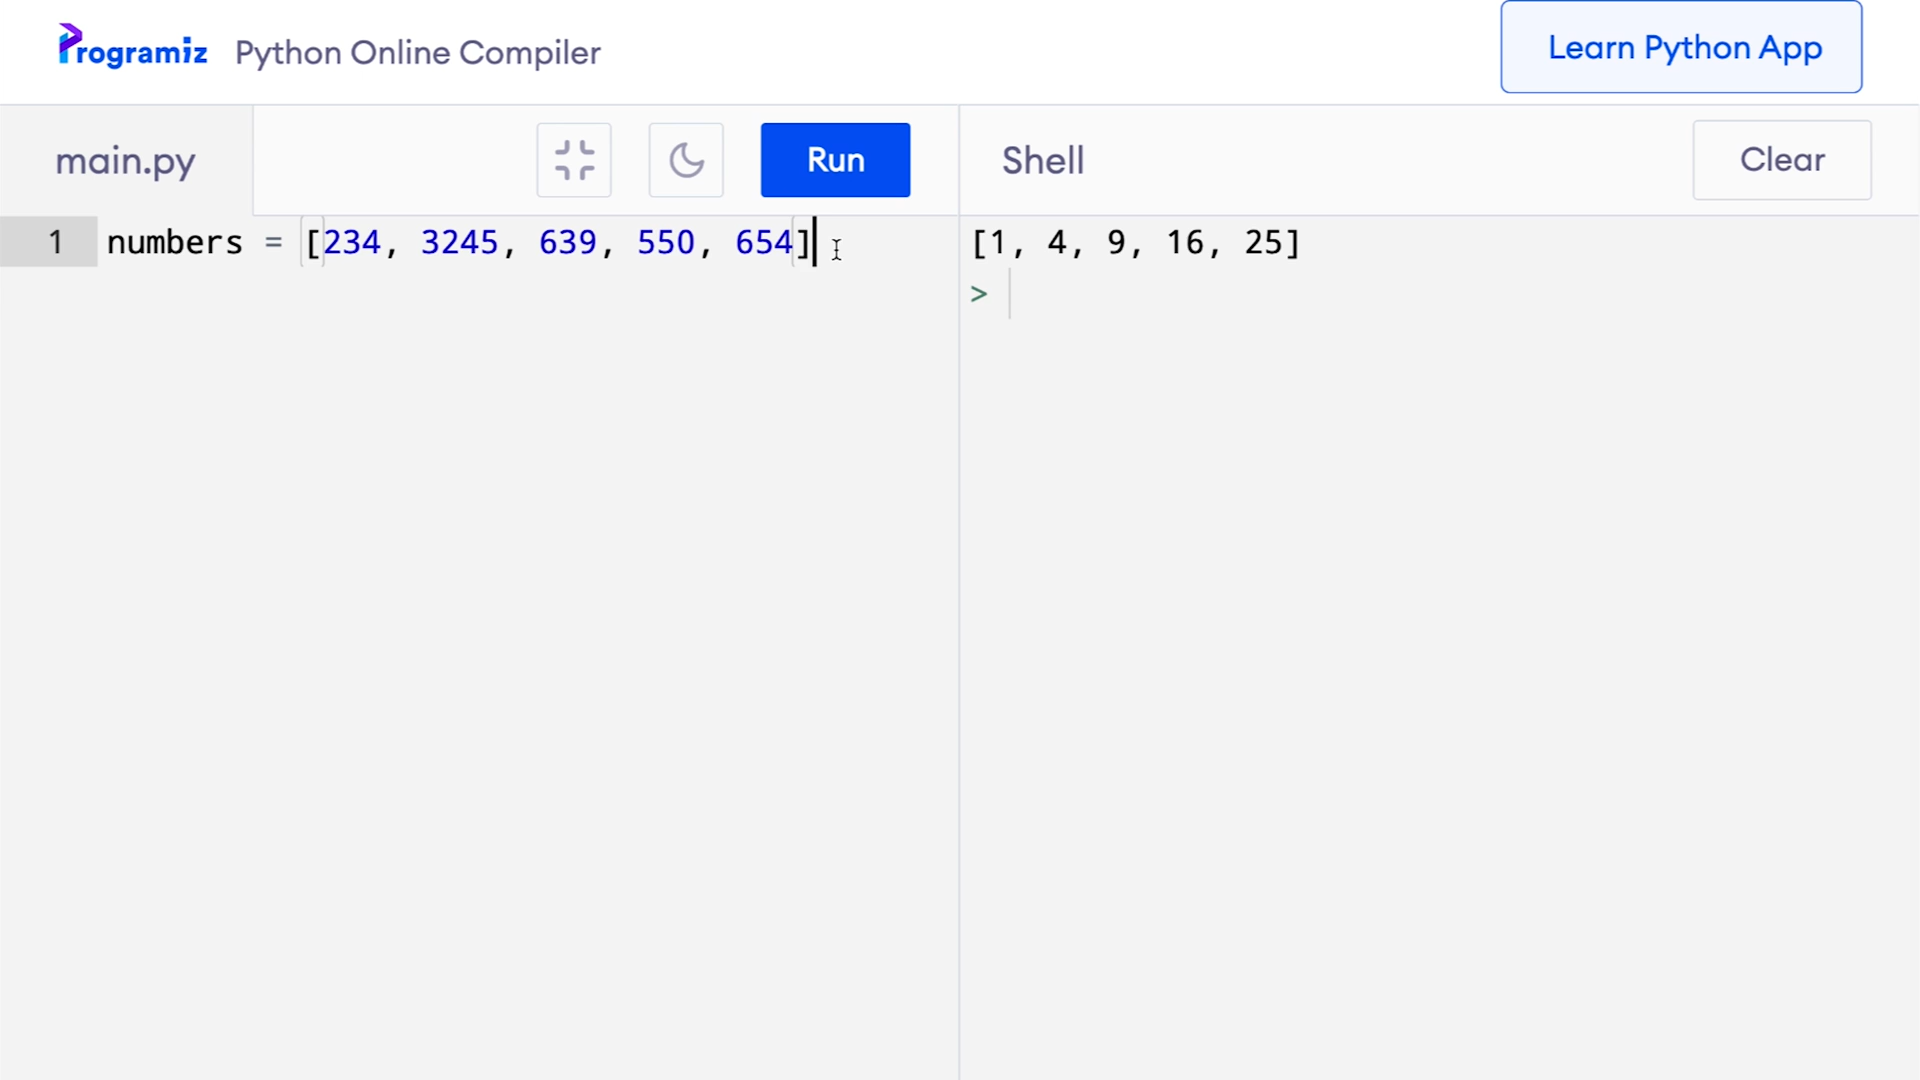 Programiz Python Online Compiler
Learn Python App
main.py
Run
Shell
Clear
1 numbers = [234, 3245, 639, 550, 654]
[1, 4, 9, 16, 25]
>